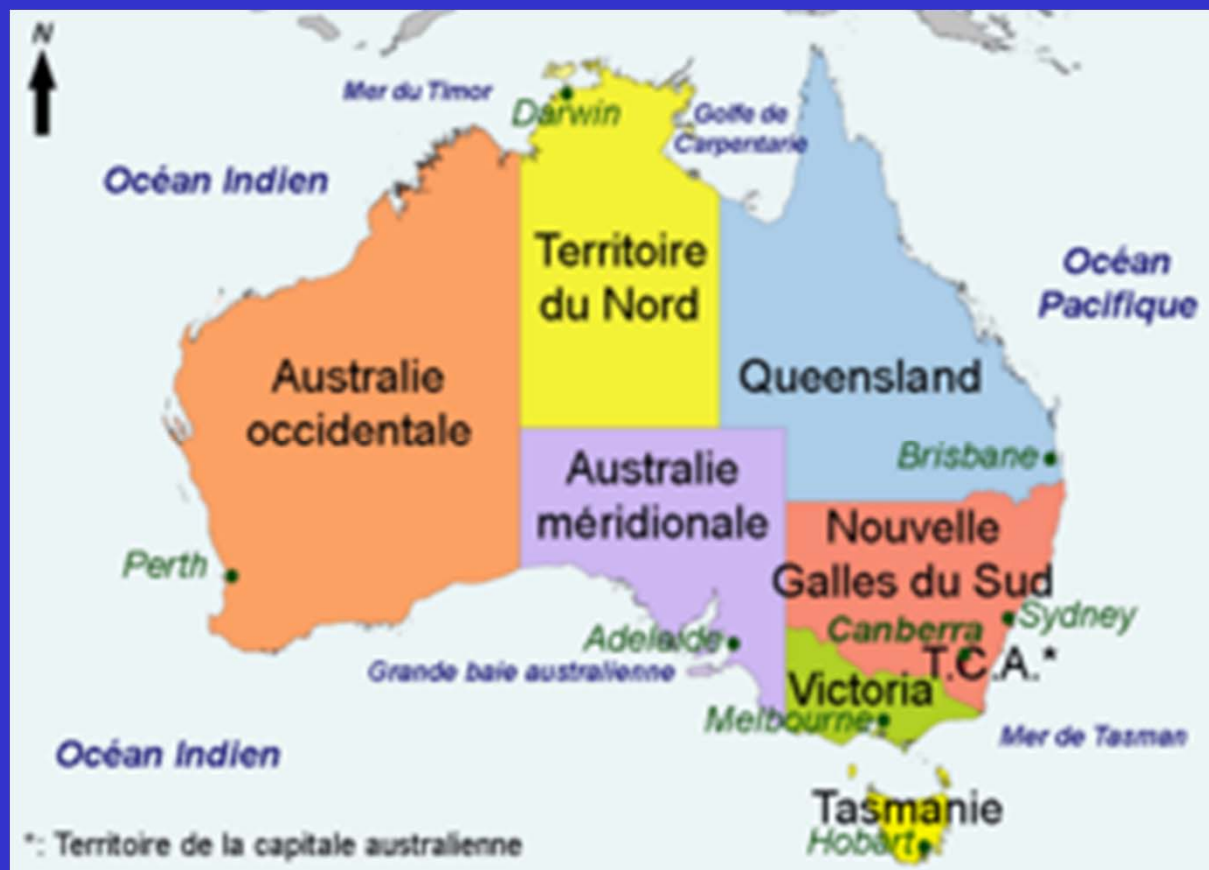 N
Mer du Timor
Darwin
Golfe de
Carpentarie
Océan Indien
Territoire
du Nord
Océan
Pacifique
Australie
occidentale
Queensland
Brisbane
Australie
méridionale
Nouvelle
Galles du Sud
Perth
Sydney
Canberra
Adelaide
T.C.A.*
Grande baie australienne
Victoria
Melbourne
Mer de Tasman
Océan Indien
Tasmanie
Hobart
*: Territoire de la capitale australienne